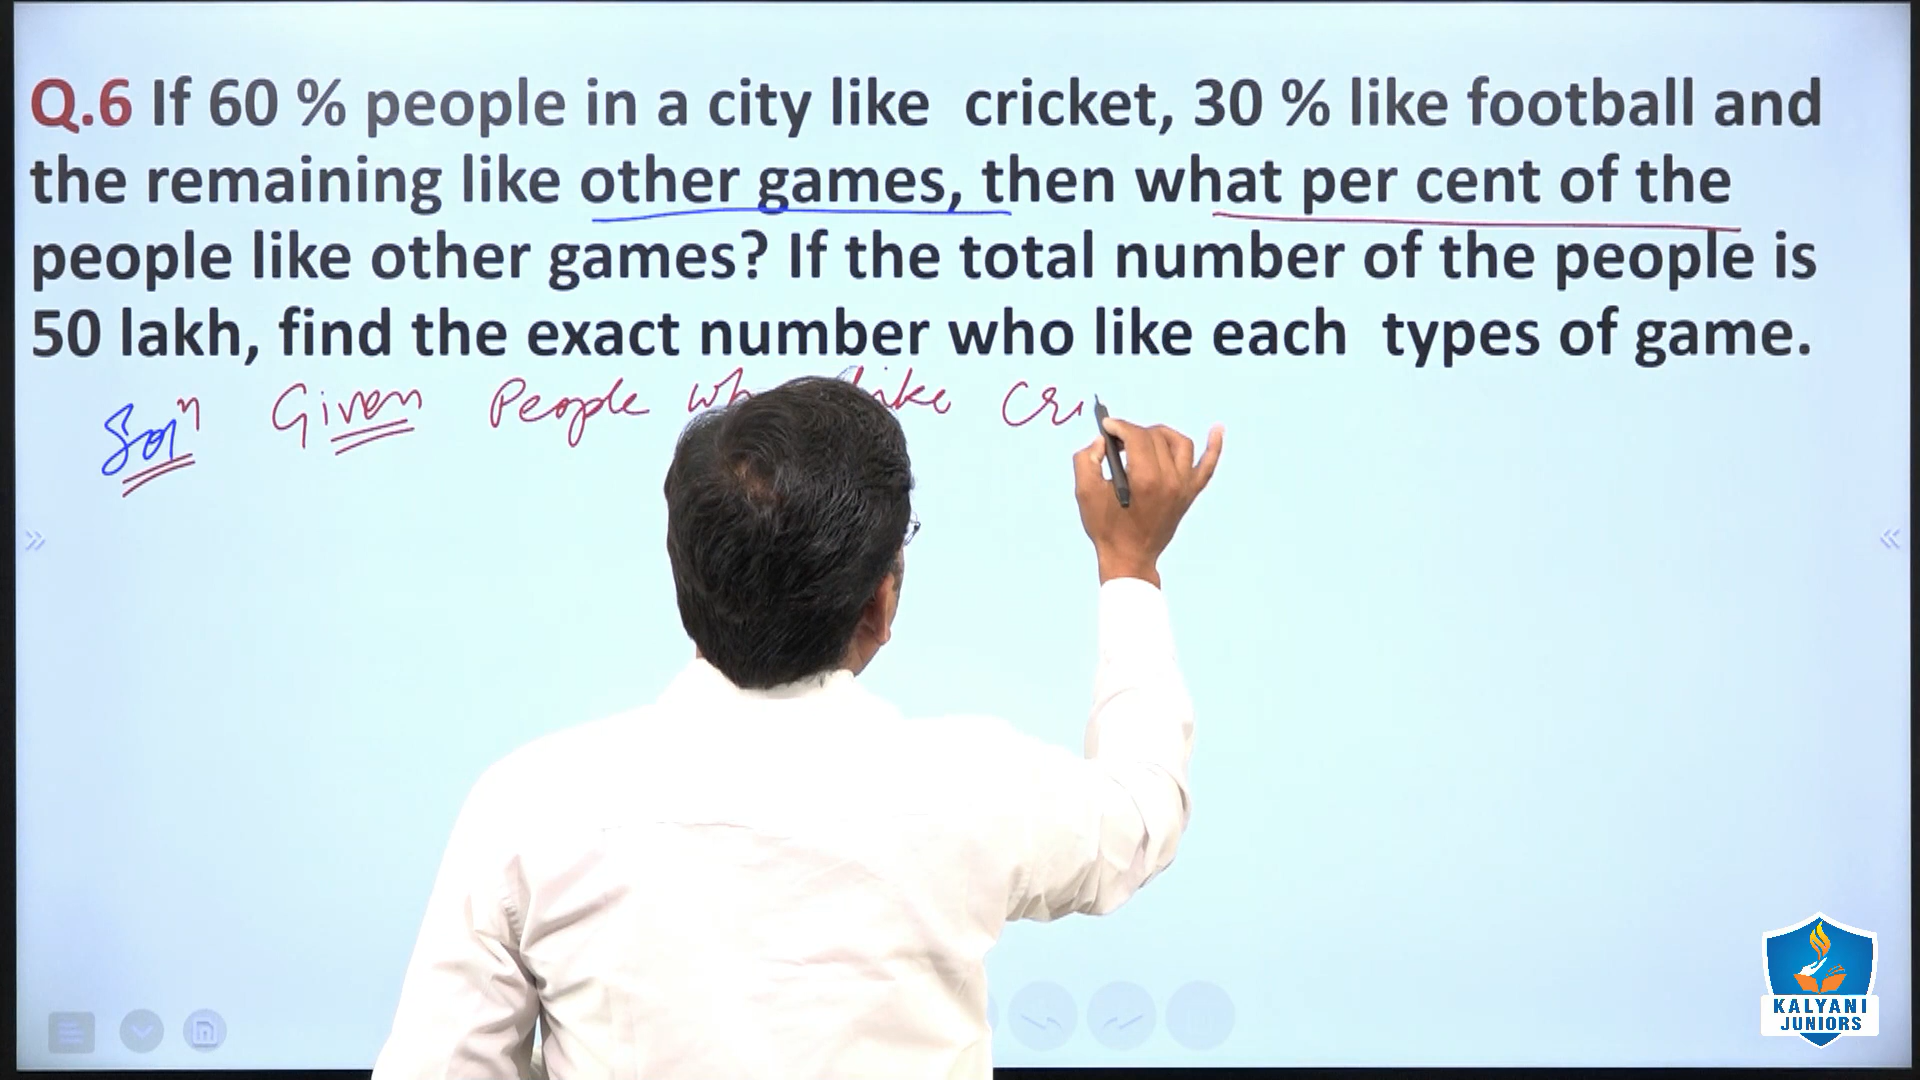 Q.6 If 60 % people in a city like cricket, 30 % like football and
the remaining like other games, then what per cent of the
people like other games? If the total number of the people is
50 lakh, find the exact number who like each types of game.
Solⁿ Given People like Cri
KALYANI
JUNIORS